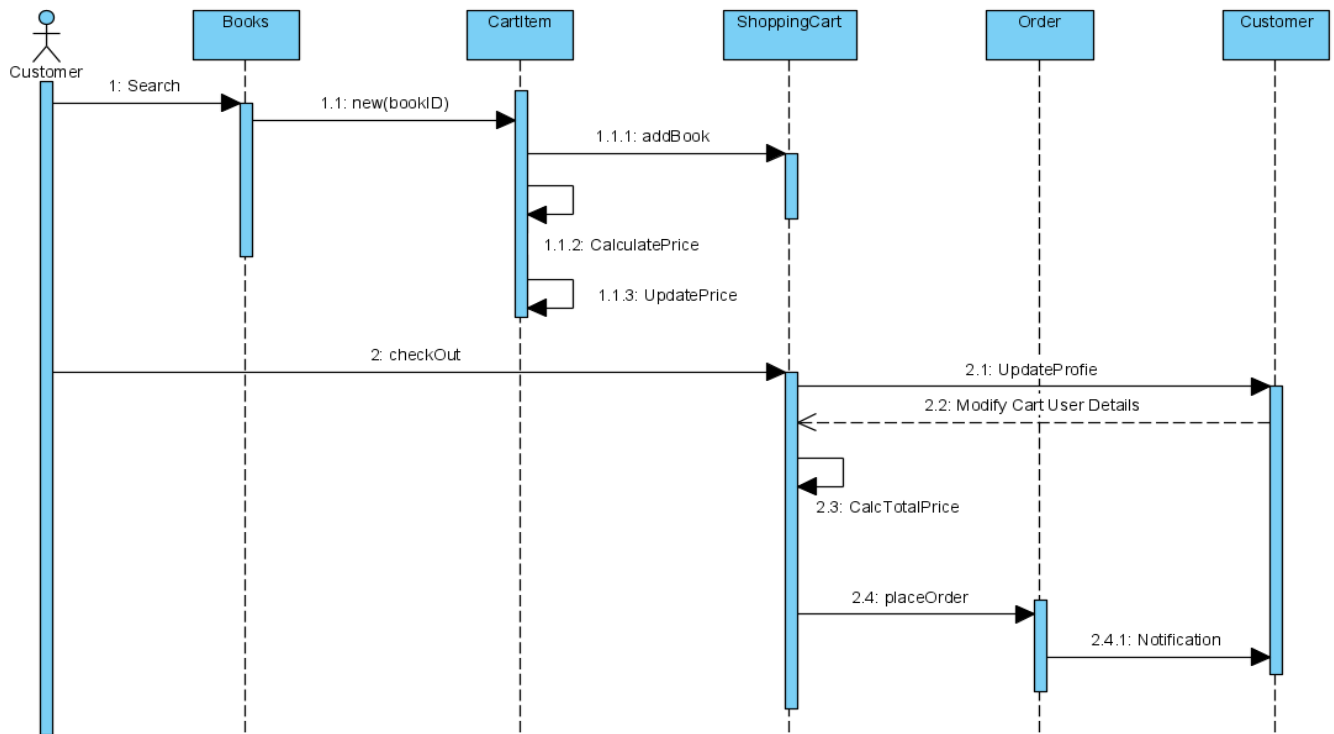 Books
CartItem
ShoppingCart
Order
Customer
Customer
1: Search
1.1: new(bookID)
1.1.1: addBook
1.1.2: CalculatePrice
1.1.3: UpdatePrice
2: checkOut
2.1: UpdateProfie
2.2: Modify Cart User Details
2.3: CalcTotalPrice
2.4: placeOrder
2.4.1: Notification